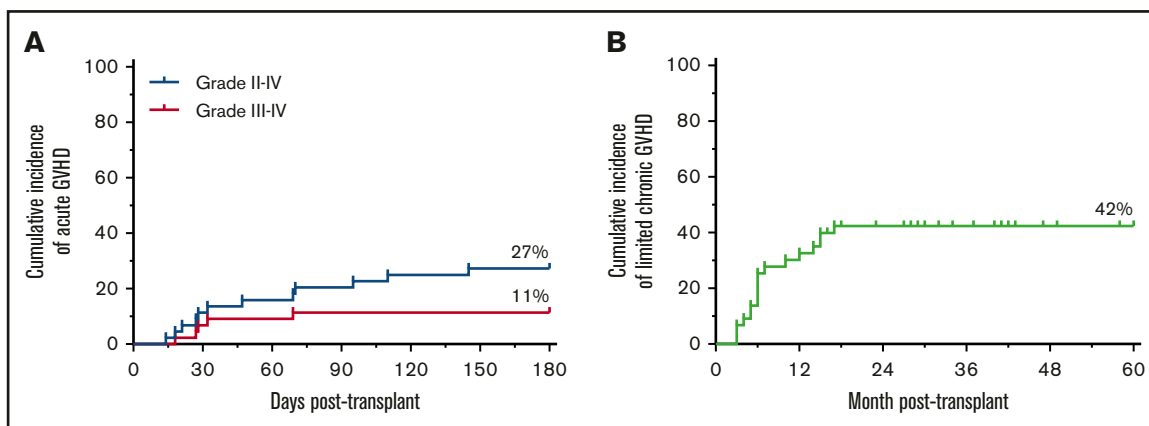 A
Cumulative incidence
of acute GVHD
100
80
60
40
20
0
Grade II-IV
Grade III-IV
27%
11%
0 30 60 90 120 150 180
Days post-transplant
B
Cumulative incidence
of limited chronic GVHD
100
80
60
40
20
0
42%
0 12 24 36 48 60
Month post-transplant